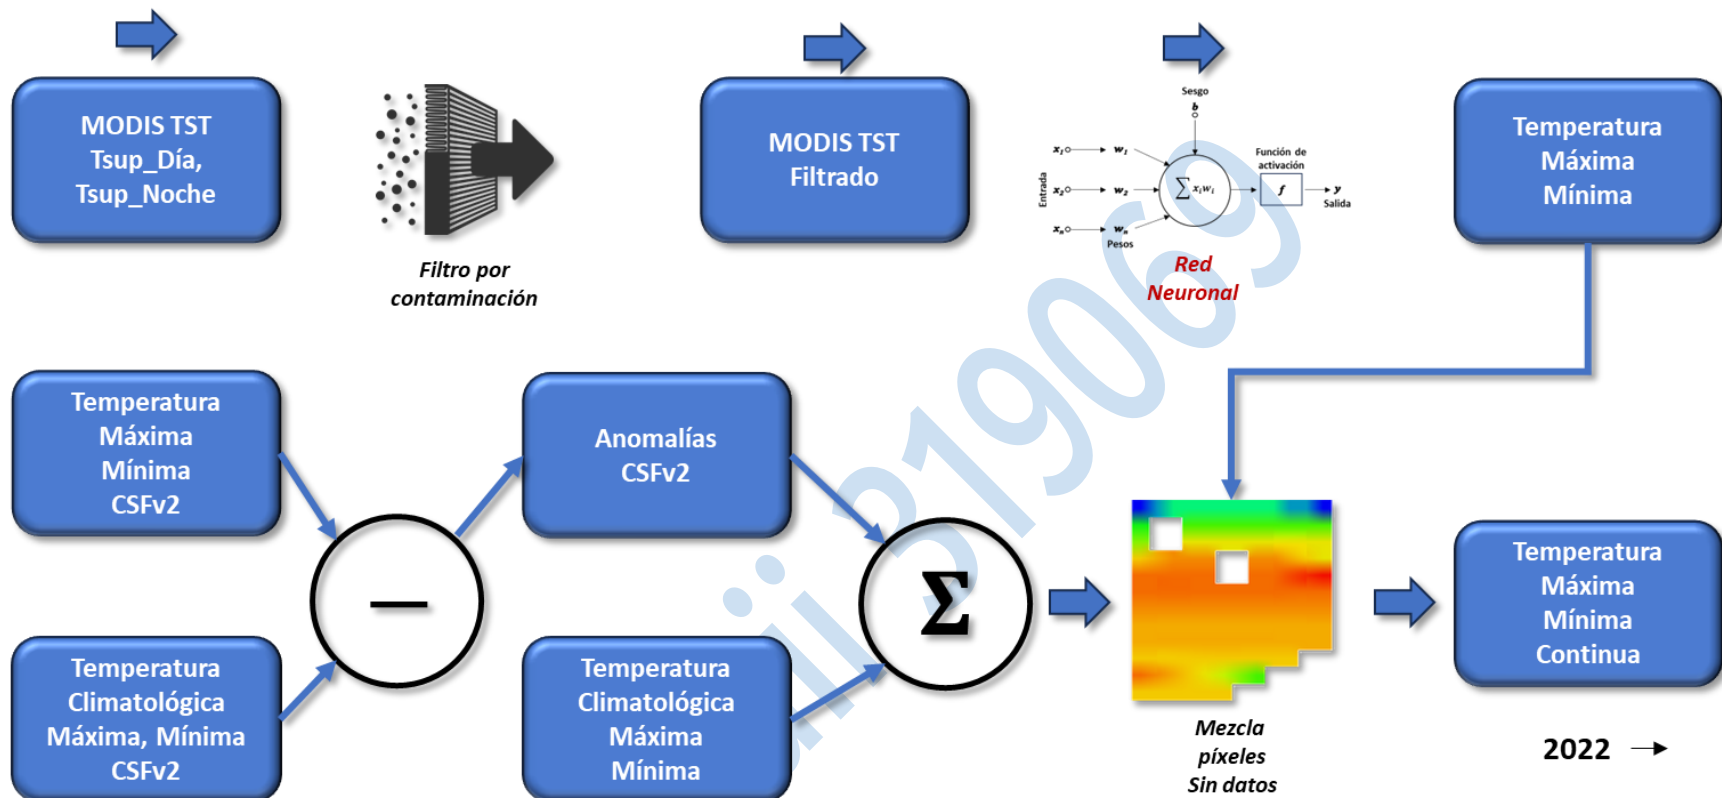 MODIS TST
Tsup_Día,
Tsup_Noche
Filtro por
contaminación
MODIS TST
Filtrado
Sesgo
b
Entrada
x1
w1
x2
w2
xn
wn
Pesos
∑ xiwi
Función de
activación
f
y
Salida
Red
Neuronal
Temperatura
Máxima
Mínima
Temperatura
Máxima
Mínima
CSFv2
Anomalías
CSFv2
—
Σ
Temperatura
Climatológica
Máxima, Mínima
CSFv2
Temperatura
Climatológica
Máxima
Mínima
Mezcla
píxeles
Sin datos
Temperatura
Máxima
Mínima
Continua
2022 →
319069